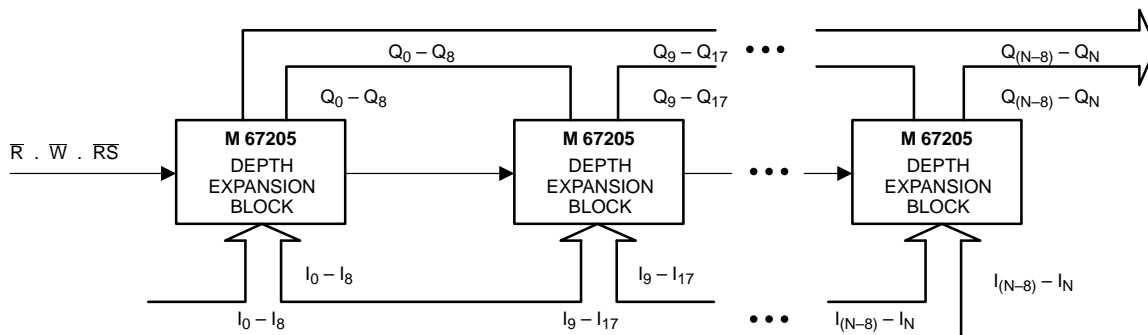 Q0 – Q8 Q9 – Q17 • • • Q(N–8) – QN
Q0 – Q8 Q9 – Q17 Q(N–8) – QN
R̅ . W̅ . R̅S̅
M 67205
DEPTH
EXPANSION
BLOCK
M 67205
DEPTH
EXPANSION
BLOCK
• • •
M 67205
DEPTH
EXPANSION
BLOCK
I0 – I8 I9 – I17 I(N–8) – IN
I0 – I8 I9 – I17 • • • I(N–8) – IN